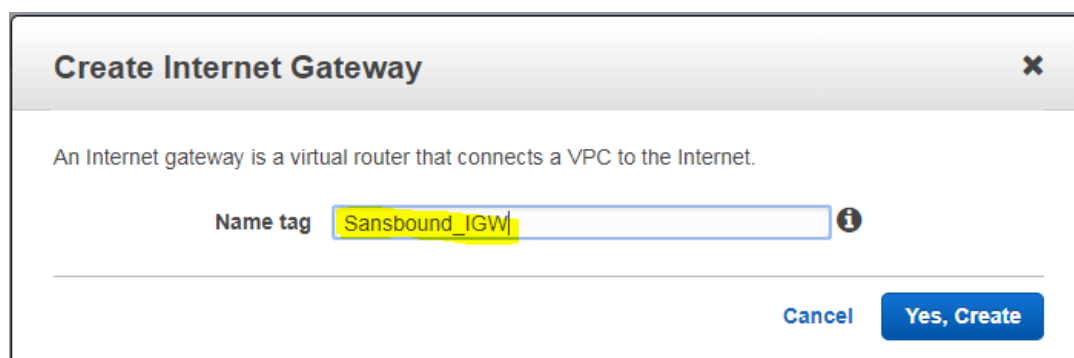 Create Internet Gateway
An Internet gateway is a virtual router that connects a VPC to the Internet.
Name tag Sansbound_IGW
Cancel Yes, Create